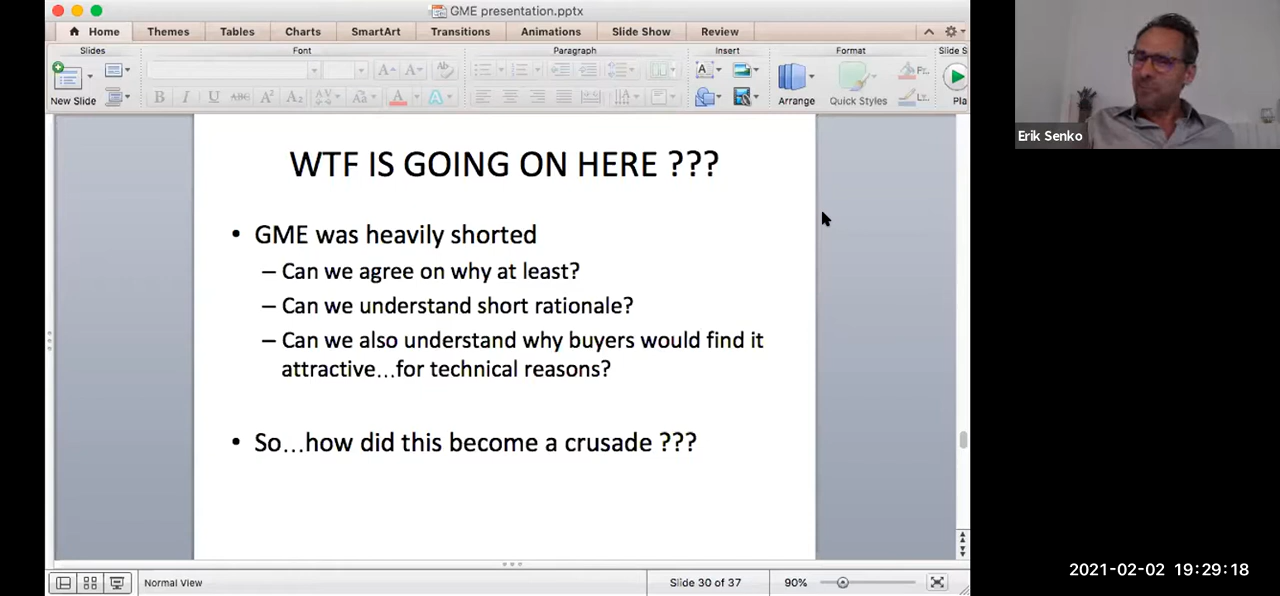 GME presentation.pptx
Home Themes Tables Charts SmartArt Transitions Animations Slide Show Review
Slides Font Paragraph Insert Format Slide S
New Slide Arrange Quick Styles Pla
Erik Senko
WTF IS GOING ON HERE ???
• GME was heavily shorted
– Can we agree on why at least?
– Can we understand short rationale?
– Can we also understand why buyers would find it
attractive...for technical reasons?
• So...how did this become a crusade ???
2021-02-02 19:29:18
Normal View Slide 30 of 37 90%